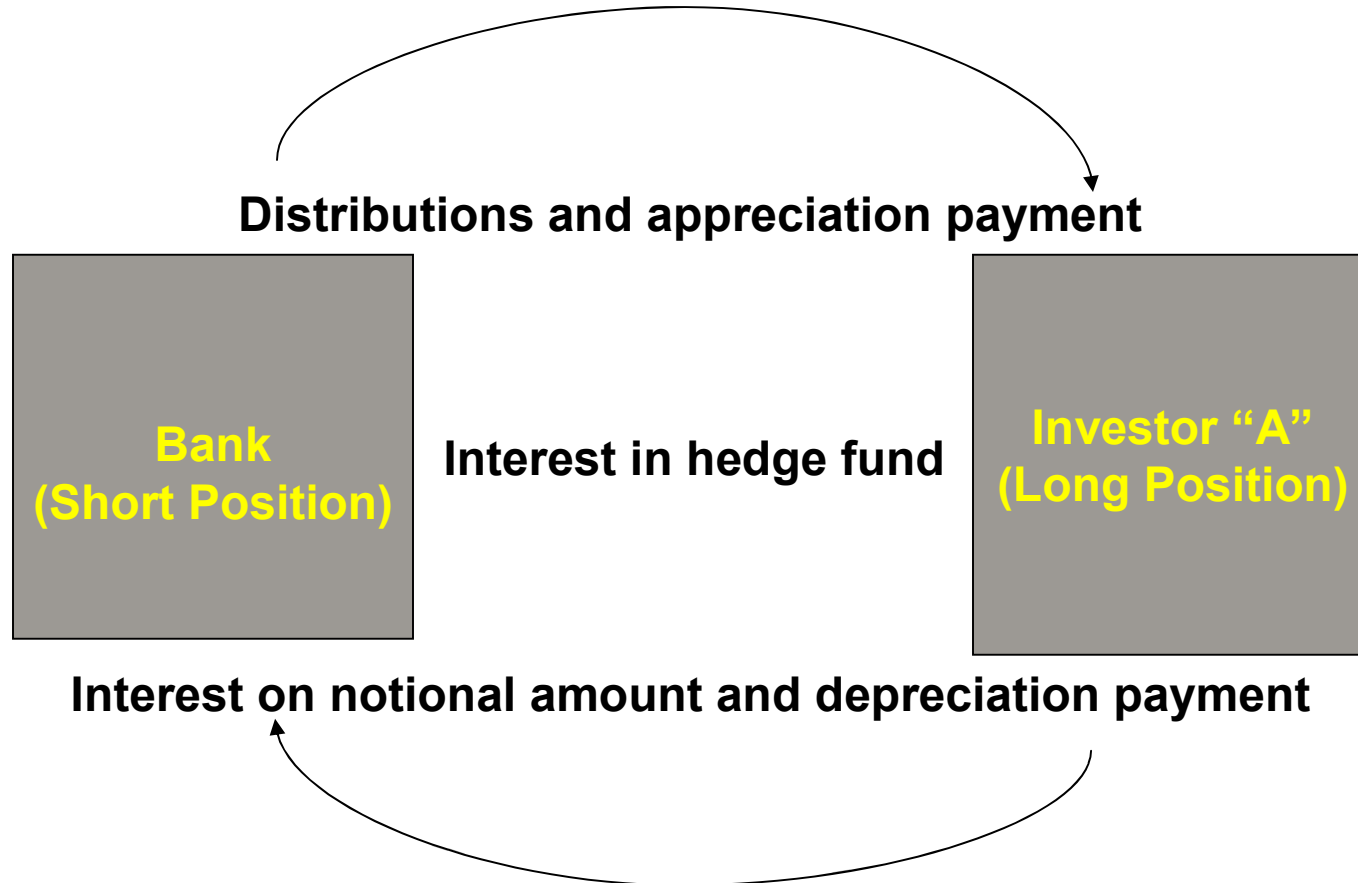 Distributions and appreciation payment
Bank
(Short Position)
Interest in hedge fund
Investor “A”
(Long Position)
Interest on notional amount and depreciation payment